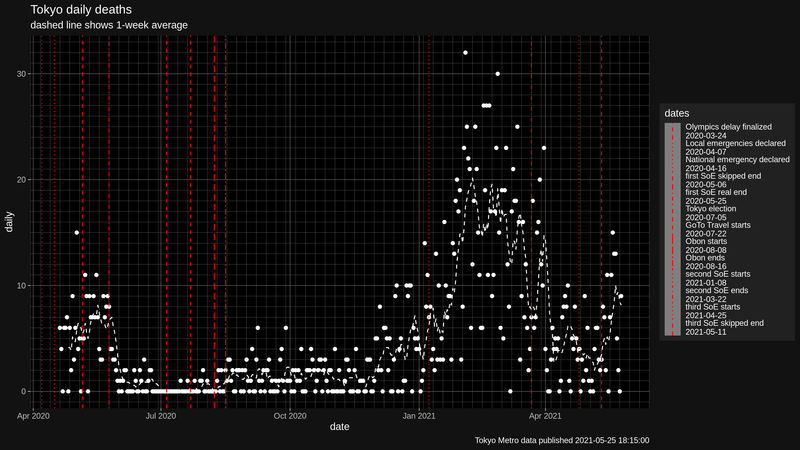 Tokyo daily deaths
dashed line shows 1-week average
30
20
10
0
daily
Apr 2020
Jul 2020
Oct 2020
Jan 2021
Apr 2021
date
Tokyo Metro data published 2021-05-25 18:15:00
dates
Olympics delay finalized
2020-03-24
Local emergencies declared
2020-04-07
National emergency declared
2020-04-16
first SoE skipped end
2020-05-06
first SoE real end
2020-05-25
Tokyo election
2020-07-05
GoTo Travel starts
2020-07-22
Obon starts
2020-08-08
Obon ends
2020-08-16
second SoE starts
2021-01-08
second SoE ends
2021-03-22
third SoE starts
2021-04-25
third SoE skipped end
2021-05-11